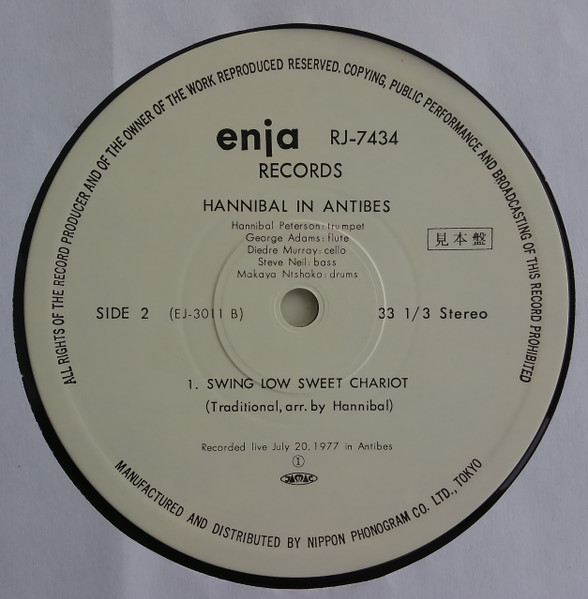 ALL RIGHTS OF THE RECORD PRODUCER AND OF THE OWNER OF THE WORK REPRODUCED RESERVED. COPYING, PUBLIC PERFORMANCE AND BROADCASTING OF THIS RECORD PROHIBITED
enja RJ-7434
RECORDS
HANNIBAL IN ANTIBES
Hannibal Peterson: trumpet
George Adams: flute
Diedre Murray: cello
Steve Neil: bass
Makaya Ntshoko: drums
見本盤
SIDE 2 (EJ-3011 B) 33 1/3 Stereo
1. SWING LOW SWEET CHARIOT
(Traditional, arr. by Hannibal)
Recorded live July 20. 1977 in Antibes
①
JASRAC
MANUFACTURED AND DISTRIBUTED BY NIPPON PHONOGRAM CO. LTD., TOKYO